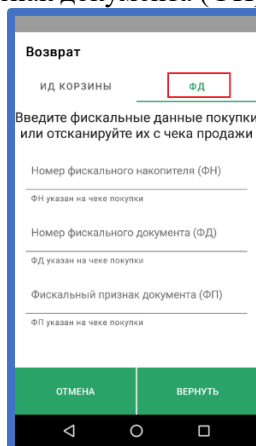 Возврат
ИД КОРЗИНЫ ФД
Введите фискальные данные покупки
или отсканируйте их с чека продажи
Номер фискального накопителя (ФН)
ФН указан на чеке покупки
Номер фискального документа (ФД)
ФД указан на чеке покупки
Фискальный признак документа (ФП)
ФП указан на чеке покупки
ОТМЕНА ВЕРНУТЬ